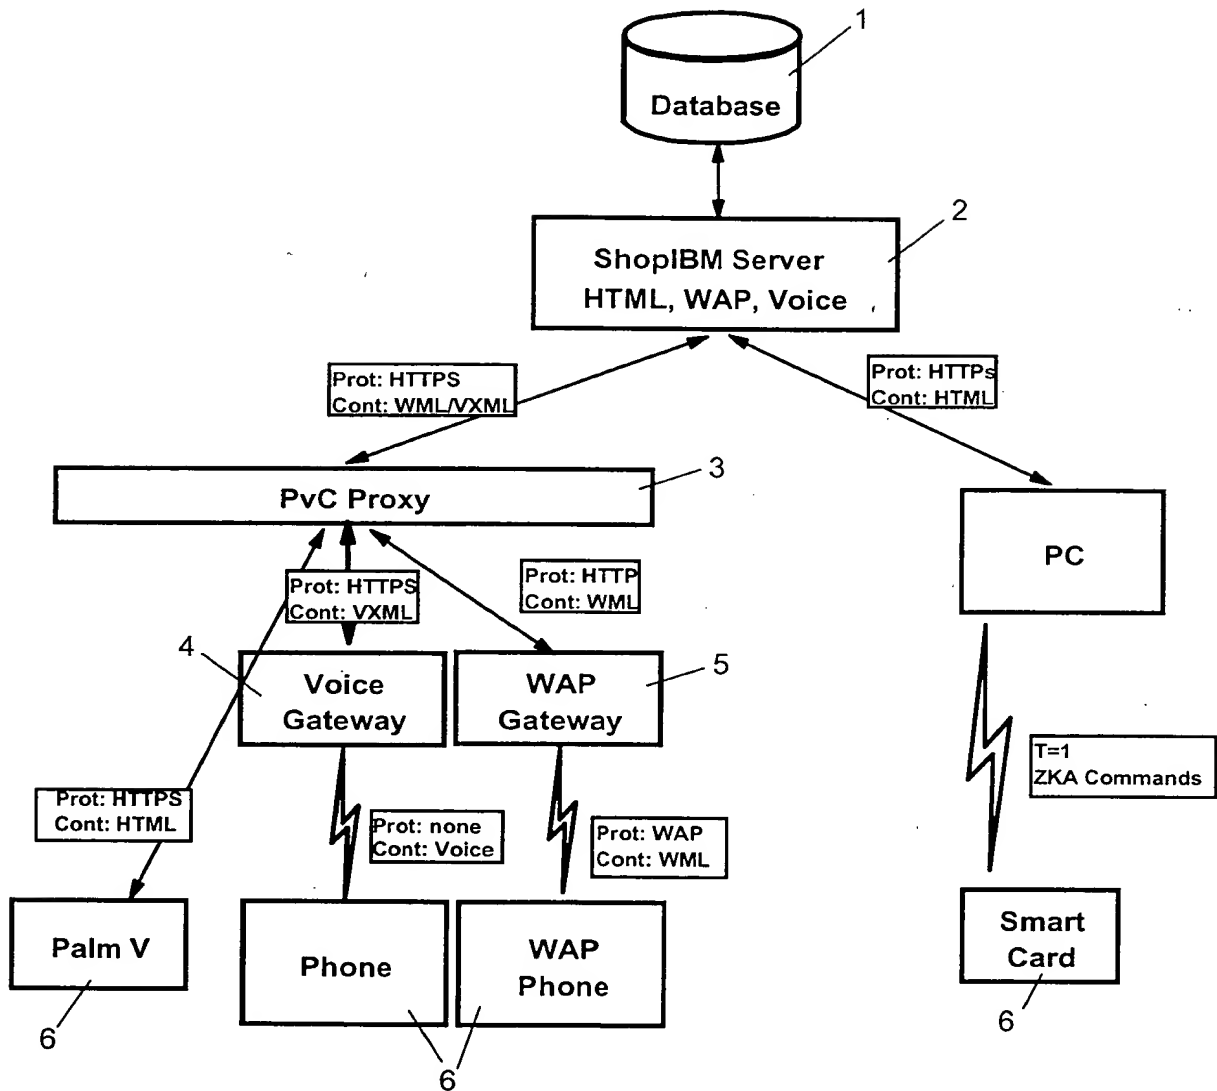 1
Database
2
ShopIBM Server
HTML, WAP, Voice
Prot: HTTPS
Cont: WML/VXML
Prot: HTTPs
Cont: HTML
3
PvC Proxy
PC
Prot: HTTPS
Cont: VXML
Prot: HTTP
Cont: WML
4
Voice
Gateway
WAP
Gateway
5
T=1
ZKA Commands
Prot: HTTPS
Cont: HTML
Prot: none
Cont: Voice
Prot: WAP
Cont: WML
Palm V
Phone
WAP
Phone
Smart
Card
6
6
6